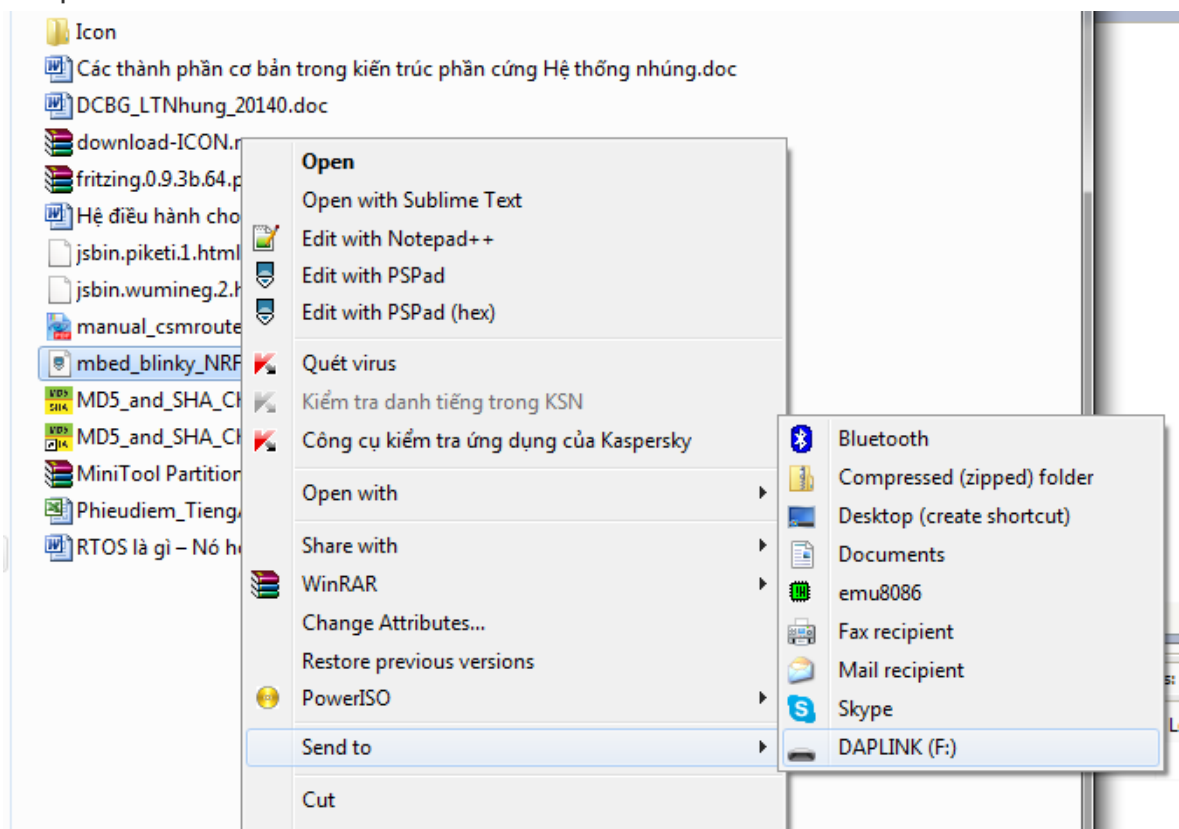 Icon
Các thành phần cơ bản trong kiến trúc phần cứng Hệ thống nhúng.doc
DCBG_LTNhung_20140.doc
download-ICON.r
fritzing.0.9.3b.64.p
Hệ điều hành cho
jsbin.piketi.1.html
jsbin.wumineg.2.h
manual_csmroute
mbed_blinky_NRF
MD5_and_SHA_Ch
MD5_and_SHA_Ch
MiniTool Partition
Phieudiem_Tieng
RTOS là gì – Nó h
Open
Open with Sublime Text
Edit with Notepad++
Edit with PSPad
Edit with PSPad (hex)
Quét virus
Kiểm tra danh tiếng trong KSN
Công cụ kiểm tra ứng dụng của Kaspersky
Open with
Share with
WinRAR
Change Attributes...
Restore previous versions
PowerISO
Send to
Cut
Bluetooth
Compressed (zipped) folder
Desktop (create shortcut)
Documents
emu8086
Fax recipient
Mail recipient
Skype
DAPLINK (F:)